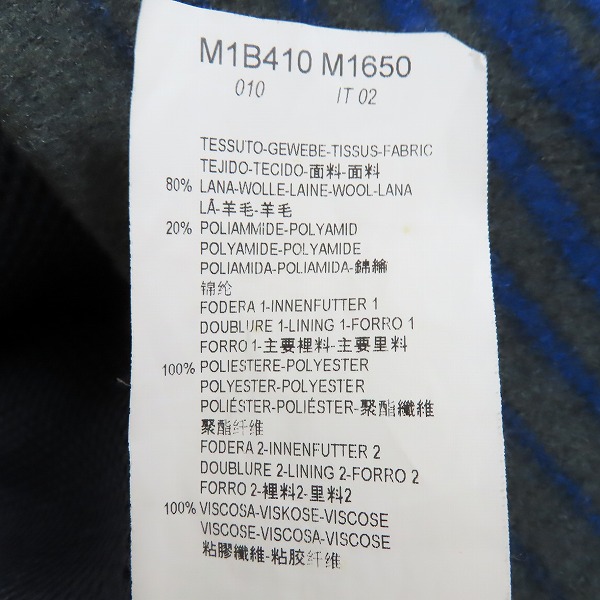 M1B410 M1650
010 IT 02
TESSUTO-GEWEBE-TISSUS-FABRIC
TEJIDO-TECIDO-面料-面料
80% LANA-WOLLE-LAINE-WOOL-LANA
LÃ-羊毛-羊毛
20% POLIAMMIDE-POLYAMID
POLYAMIDE-POLYAMIDE
POLIAMIDA-POLIAMIDA-錦綸
锦纶
FODERA 1-INNENFUTTER 1
DOUBLURE 1-LINING 1-FORRO 1
FORRO 1-主要裡料-主要里料
100% POLIESTERE-POLYESTER
POLYESTER-POLYESTER
POLIÉSTER-POLIÉSTER-聚酯纖維
聚酯纤维
FODERA 2-INNENFUTTER 2
DOUBLURE 2-LINING 2-FORRO 2
FORRO 2-裡料2-里料2
100% VISCOSA-VISKOSE-VISCOSE
VISCOSE-VISCOSA-VISCOSE
粘膠纖維-粘胶纤维